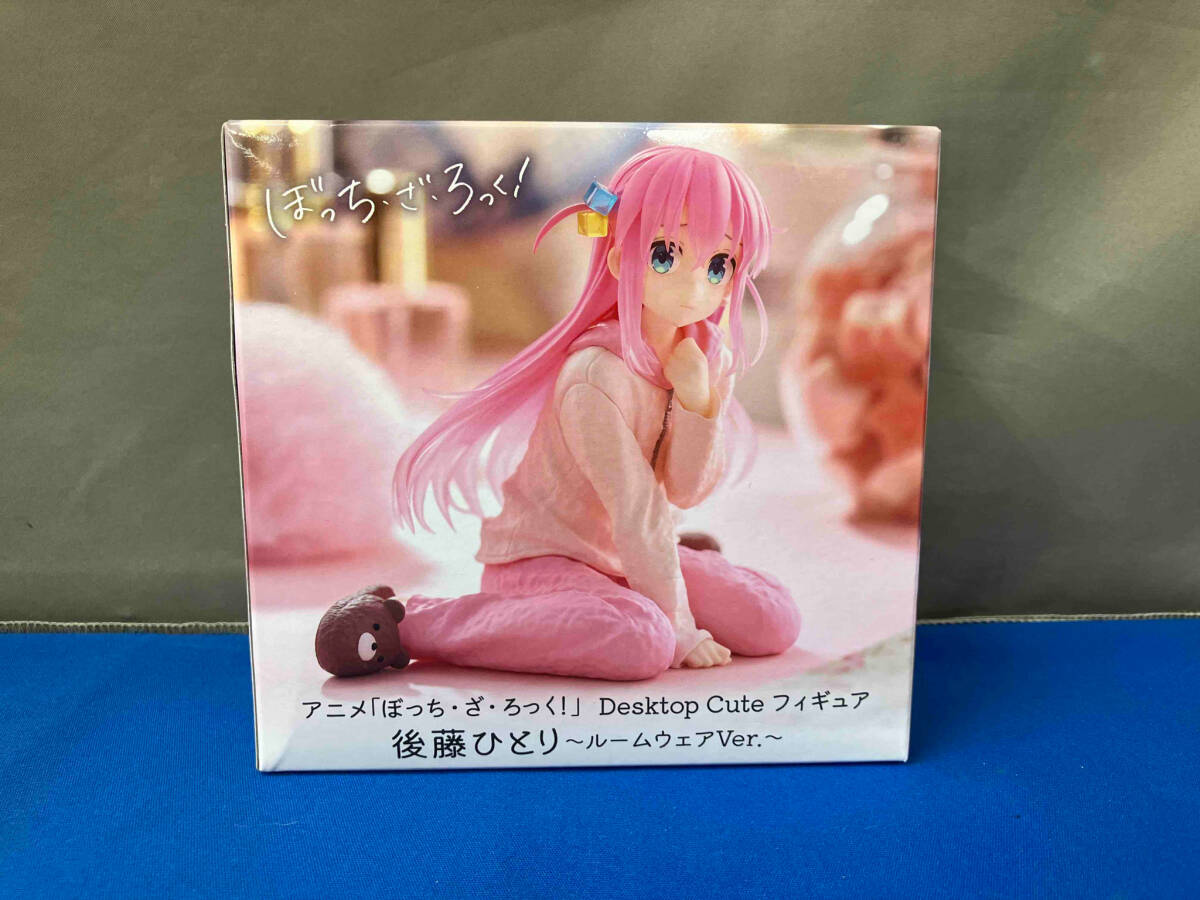 ぼっち・ざ・ろっく!
アニメ「ぼっち・ざ・ろっく!」 Desktop Cute フィギュア
後藤ひとり~ルームウェアVer.~